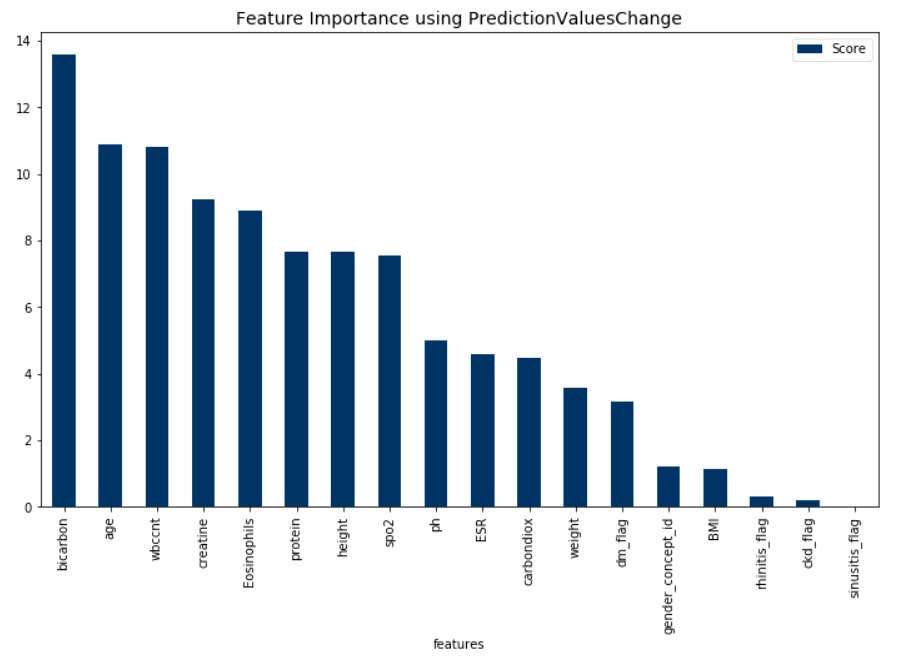 Feature Importance using PredictionValuesChange
Score
14
12
10
8
6
4
2
0
bicarbon
age
wbccnt
creatine
Eosinophils
protein
height
spo2
ph
ESR
carbondiox
weight
dm_flag
gender_concept_id
BMI
rhinitis_flag
ckd_flag
sinusitis_flag
features